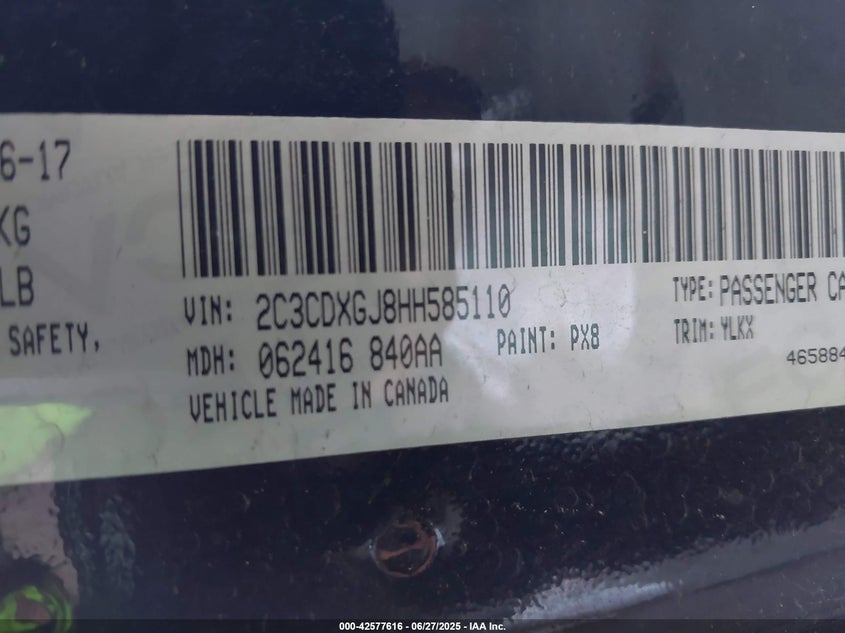 6-17
KG
LB
SAFETY,
VIN: 2C3CDXGJ8HH585110
MDH: 062416 840AA
PAINT: PX8
VEHICLE MADE IN CANADA
TYPE: PASSENGER CA
TRIM: YLKX
465884
000-42577616 - 06/27/2025 - IAA Inc.